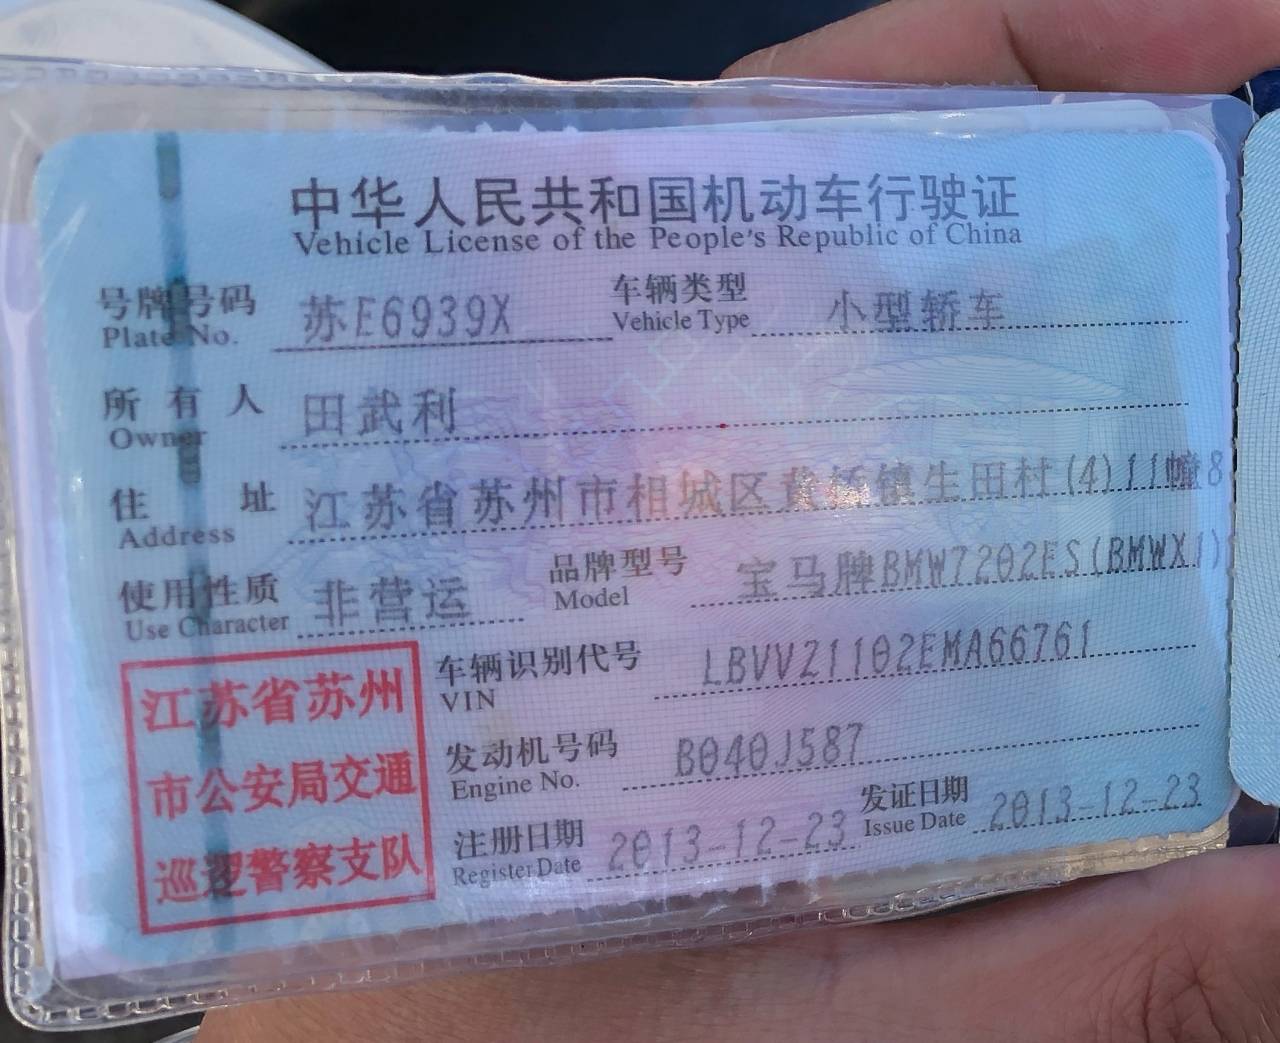 中华人民共和国机动车行驶证
Vehicle License of the People's Republic of China
号牌号码 苏E6939X 车辆类型 小型轿车
Plate No. Vehicle Type
所有人 田武利
Owner
住址 江苏省苏州市相城区黄桥镇生田村(4)11幢8
Address
使用性质 非营运 品牌型号 宝马牌BMW7202ES(BMWX1)
Use Character Model
江苏省苏州
市公安局交通
巡逻警察支队
车辆识别代号 LBVVZ1102EMA66761
VIN
发动机号码 B040J587
Engine No.
注册日期 2013-12-23 发证日期 2013-12-23
Register Date Issue Date